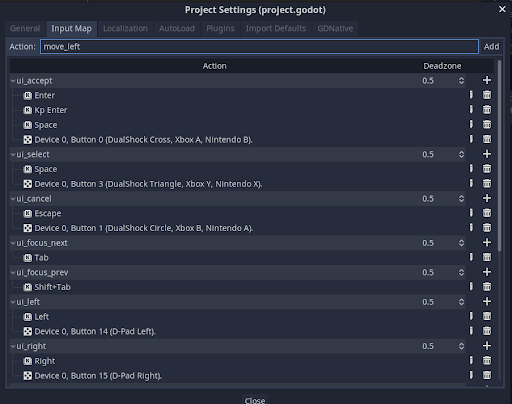 Project Settings (project.godot)
General Input Map Localization AutoLoad Plugins Import Defaults GDNative
Action: move_left Add
Action Deadzone
ui_accept 0.5
Enter
Kp Enter
Space
Device 0, Button 0 (DualShock Cross, Xbox A, Nintendo B).
ui_select 0.5
Space
Device 0, Button 3 (DualShock Triangle, Xbox Y, Nintendo X).
ui_cancel 0.5
Escape
Device 0, Button 1 (DualShock Circle, Xbox B, Nintendo A).
ui_focus_next 0.5
Tab
ui_focus_prev 0.5
Shift+Tab
ui_left 0.5
Left
Device 0, Button 14 (D-Pad Left).
ui_right 0.5
Right
Device 0, Button 15 (D-Pad Right).
Close